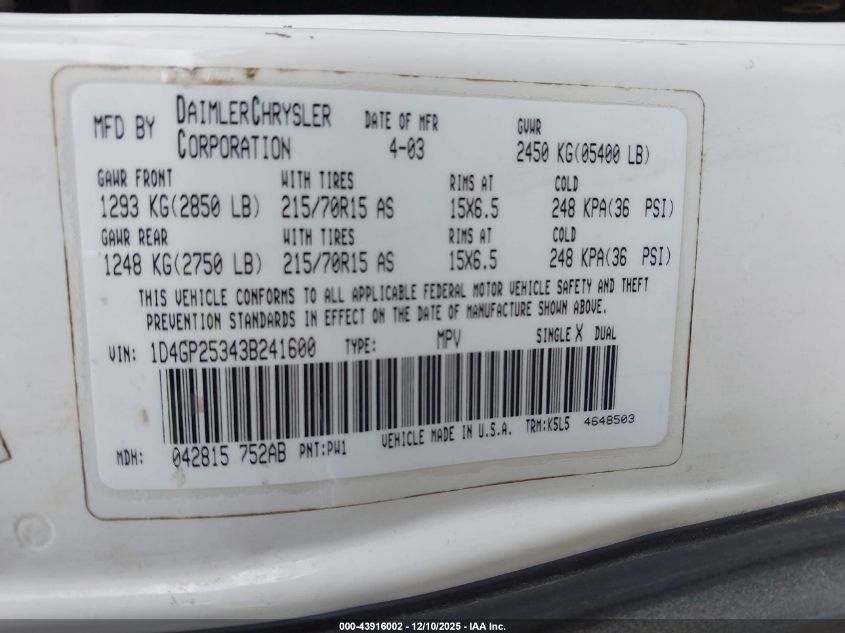 MFD BY DAIMLERCHRYSLER CORPORATION DATE OF MFR 4-03 GVWR 2450 KG(05400 LB)
GAWR FRONT WITH TIRES RIMS AT COLD
1293 KG(2850 LB) 215/70R15 AS 15X6.5 248 KPA(36 PSI)
GAWR REAR WITH TIRES RIMS AT COLD
1248 KG(2750 LB) 215/70R15 AS 15X6.5 248 KPA(36 PSI)
THIS VEHICLE CONFORMS TO ALL APPLICABLE FEDERAL MOTOR VEHICLE SAFETY AND THEFT
PREVENTION STANDARDS IN EFFECT ON THE DATE OF MANUFACTURE SHOWN ABOVE.
VIN: 1D4GP25343B241600 TYPE: MPV SINGLE X DUAL
MDH: 042815 752AB PNT:PW1 VEHICLE MADE IN U.S.A. TRM:K5L5 4648503
000-43916002 - 12/10/2025 - IAA Inc.